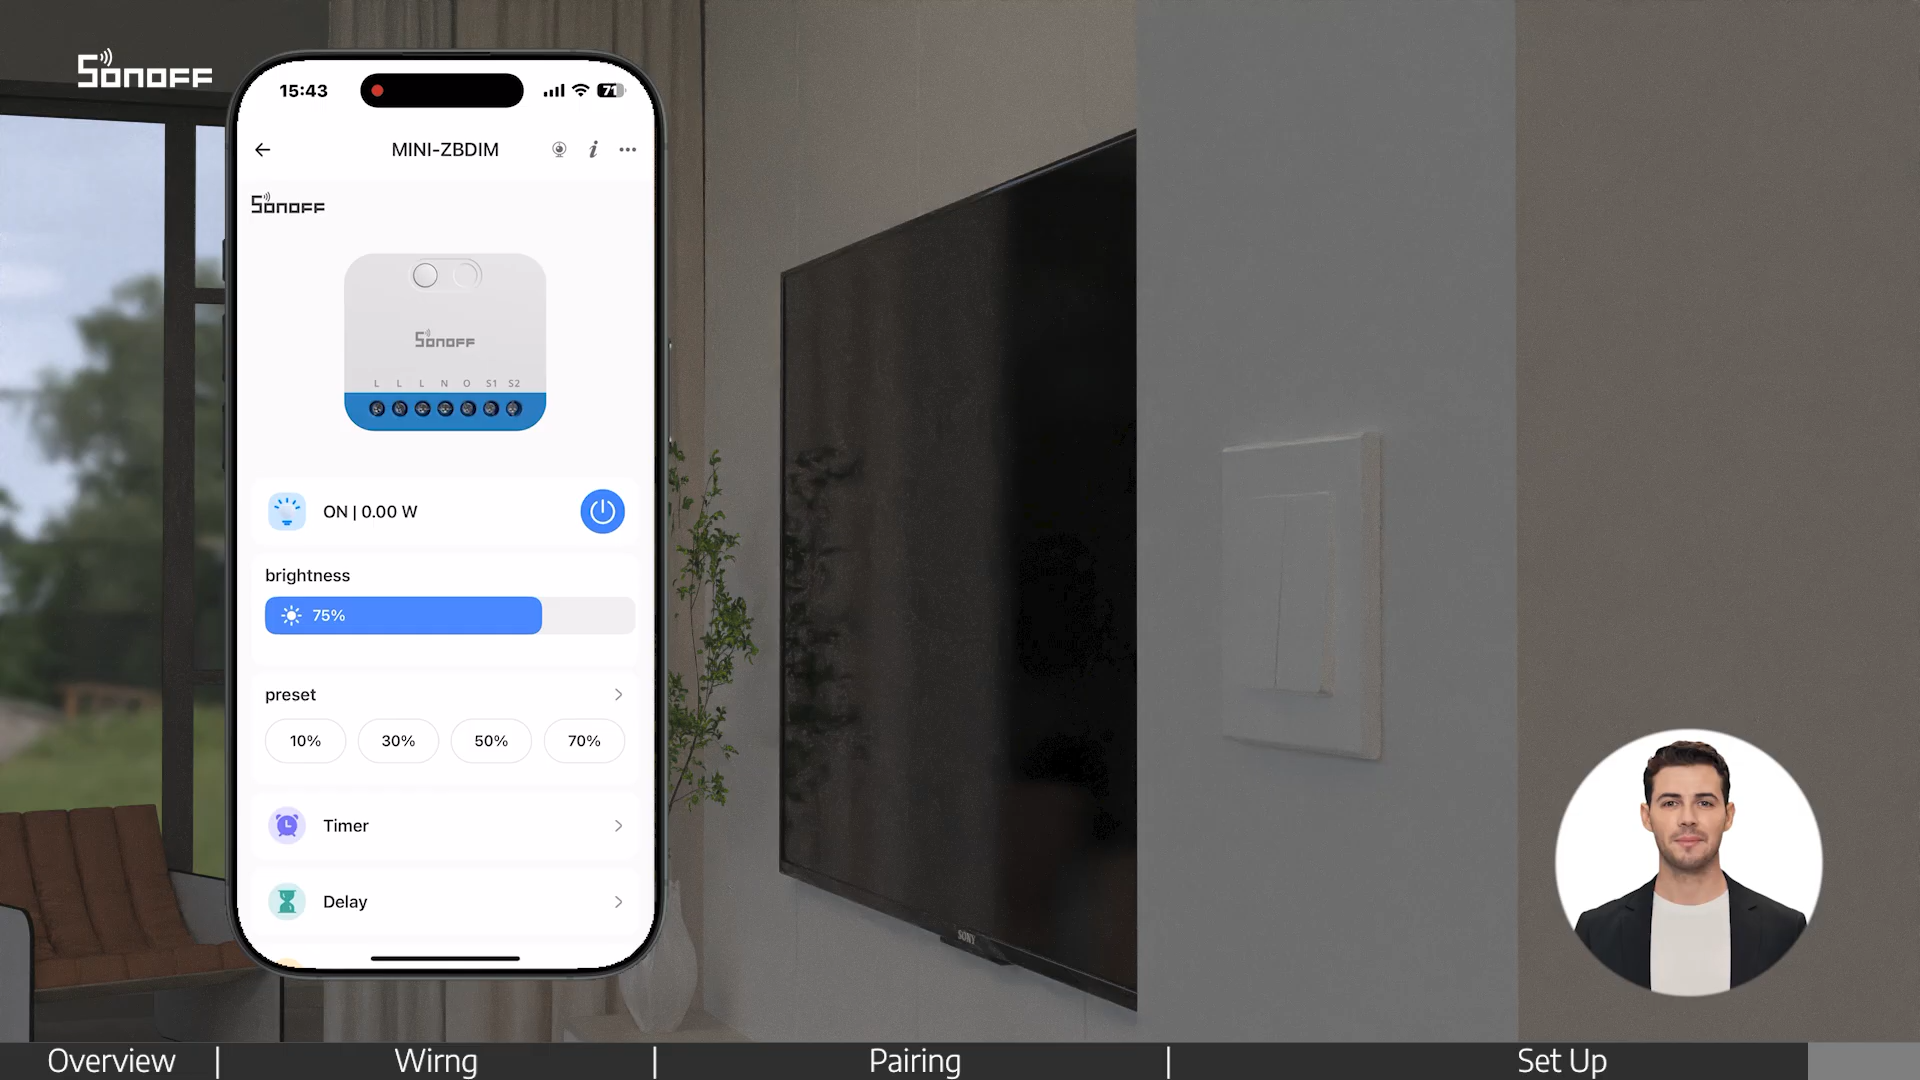 SONOFF
15:43
71
MINI-ZBDIM
i
SONOFF
SONOFF
L L L N O S1 S2
ON | 0.00 W
brightness
75%
preset
10% 30% 50% 70%
Timer
Delay
SONY
Overview | Wirng | Pairing | Set Up